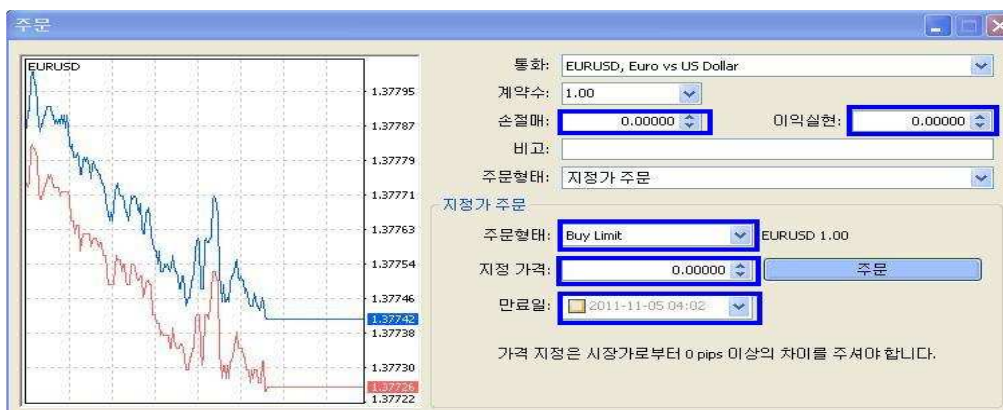 주문
EURUSD
1.37795
1.37787
1.37779
1.37771
1.37763
1.37754
1.37746
1.37742
1.37738
1.37730
1.37726
1.37722
통화: EURUSD, Euro vs US Dollar
계약수: 1.00
손절매: 0.00000 이익실현: 0.00000
비고:
주문형태: 지정가 주문
지정가 주문
주문형태: Buy Limit EURUSD 1.00
지정 가격: 0.00000 주문
만료일: 2011-11-05 04:02
가격 지정은 시장가로부터 0 pips 이상의 차이를 주셔야 합니다.